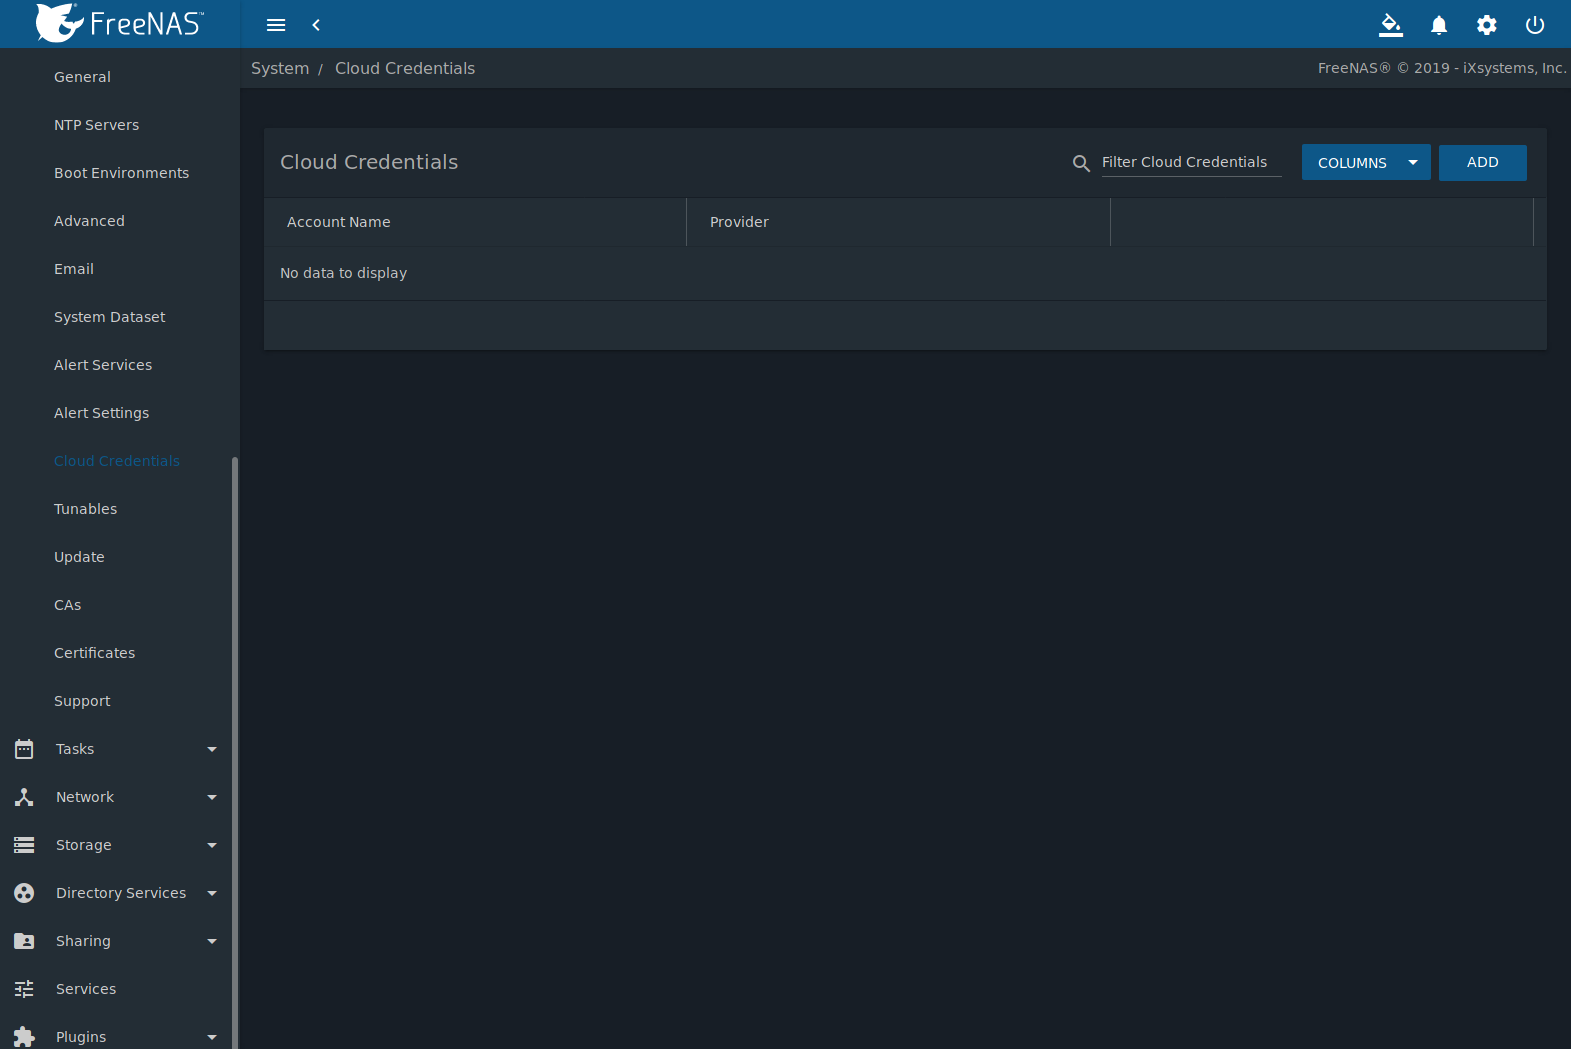 FreeNAS™
System / Cloud Credentials
FreeNAS® © 2019 - iXsystems, Inc.
General
NTP Servers
Boot Environments
Advanced
Email
System Dataset
Alert Services
Alert Settings
Cloud Credentials
Tunables
Update
CAs
Certificates
Support
Tasks
Network
Storage
Directory Services
Sharing
Services
Plugins
Cloud Credentials
Filter Cloud Credentials
COLUMNS
ADD
Account Name
Provider
No data to display